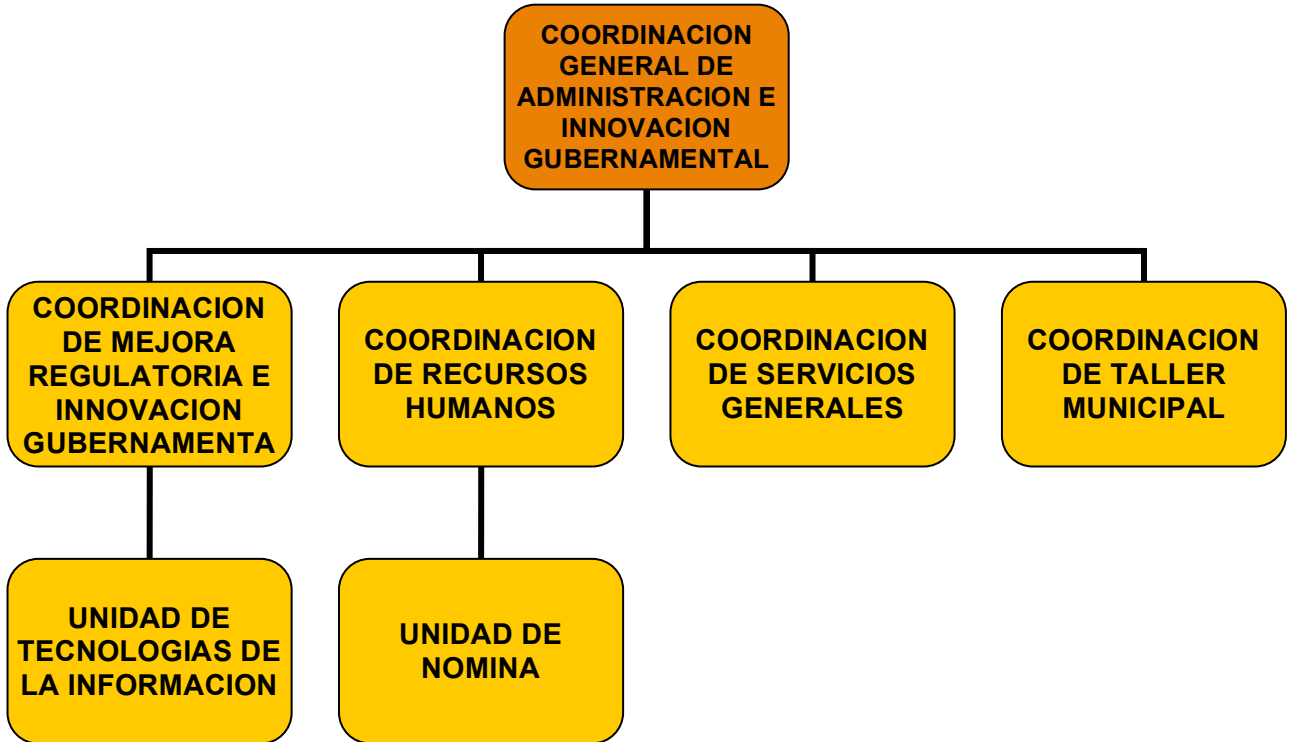 COORDINACION
GENERAL DE
ADMINISTRACION E
INNOVACION
GUBERNAMENTAL
COORDINACION
DE MEJORA
REGULATORIA E
INNOVACION
GUBERNAMENTA
COORDINACION
DE RECURSOS
HUMANOS
COORDINACION
DE SERVICIOS
GENERALES
COORDINACION
DE TALLER
MUNICIPAL
UNIDAD DE
TECNOLOGIAS DE
LA INFORMACION
UNIDAD DE
NOMINA